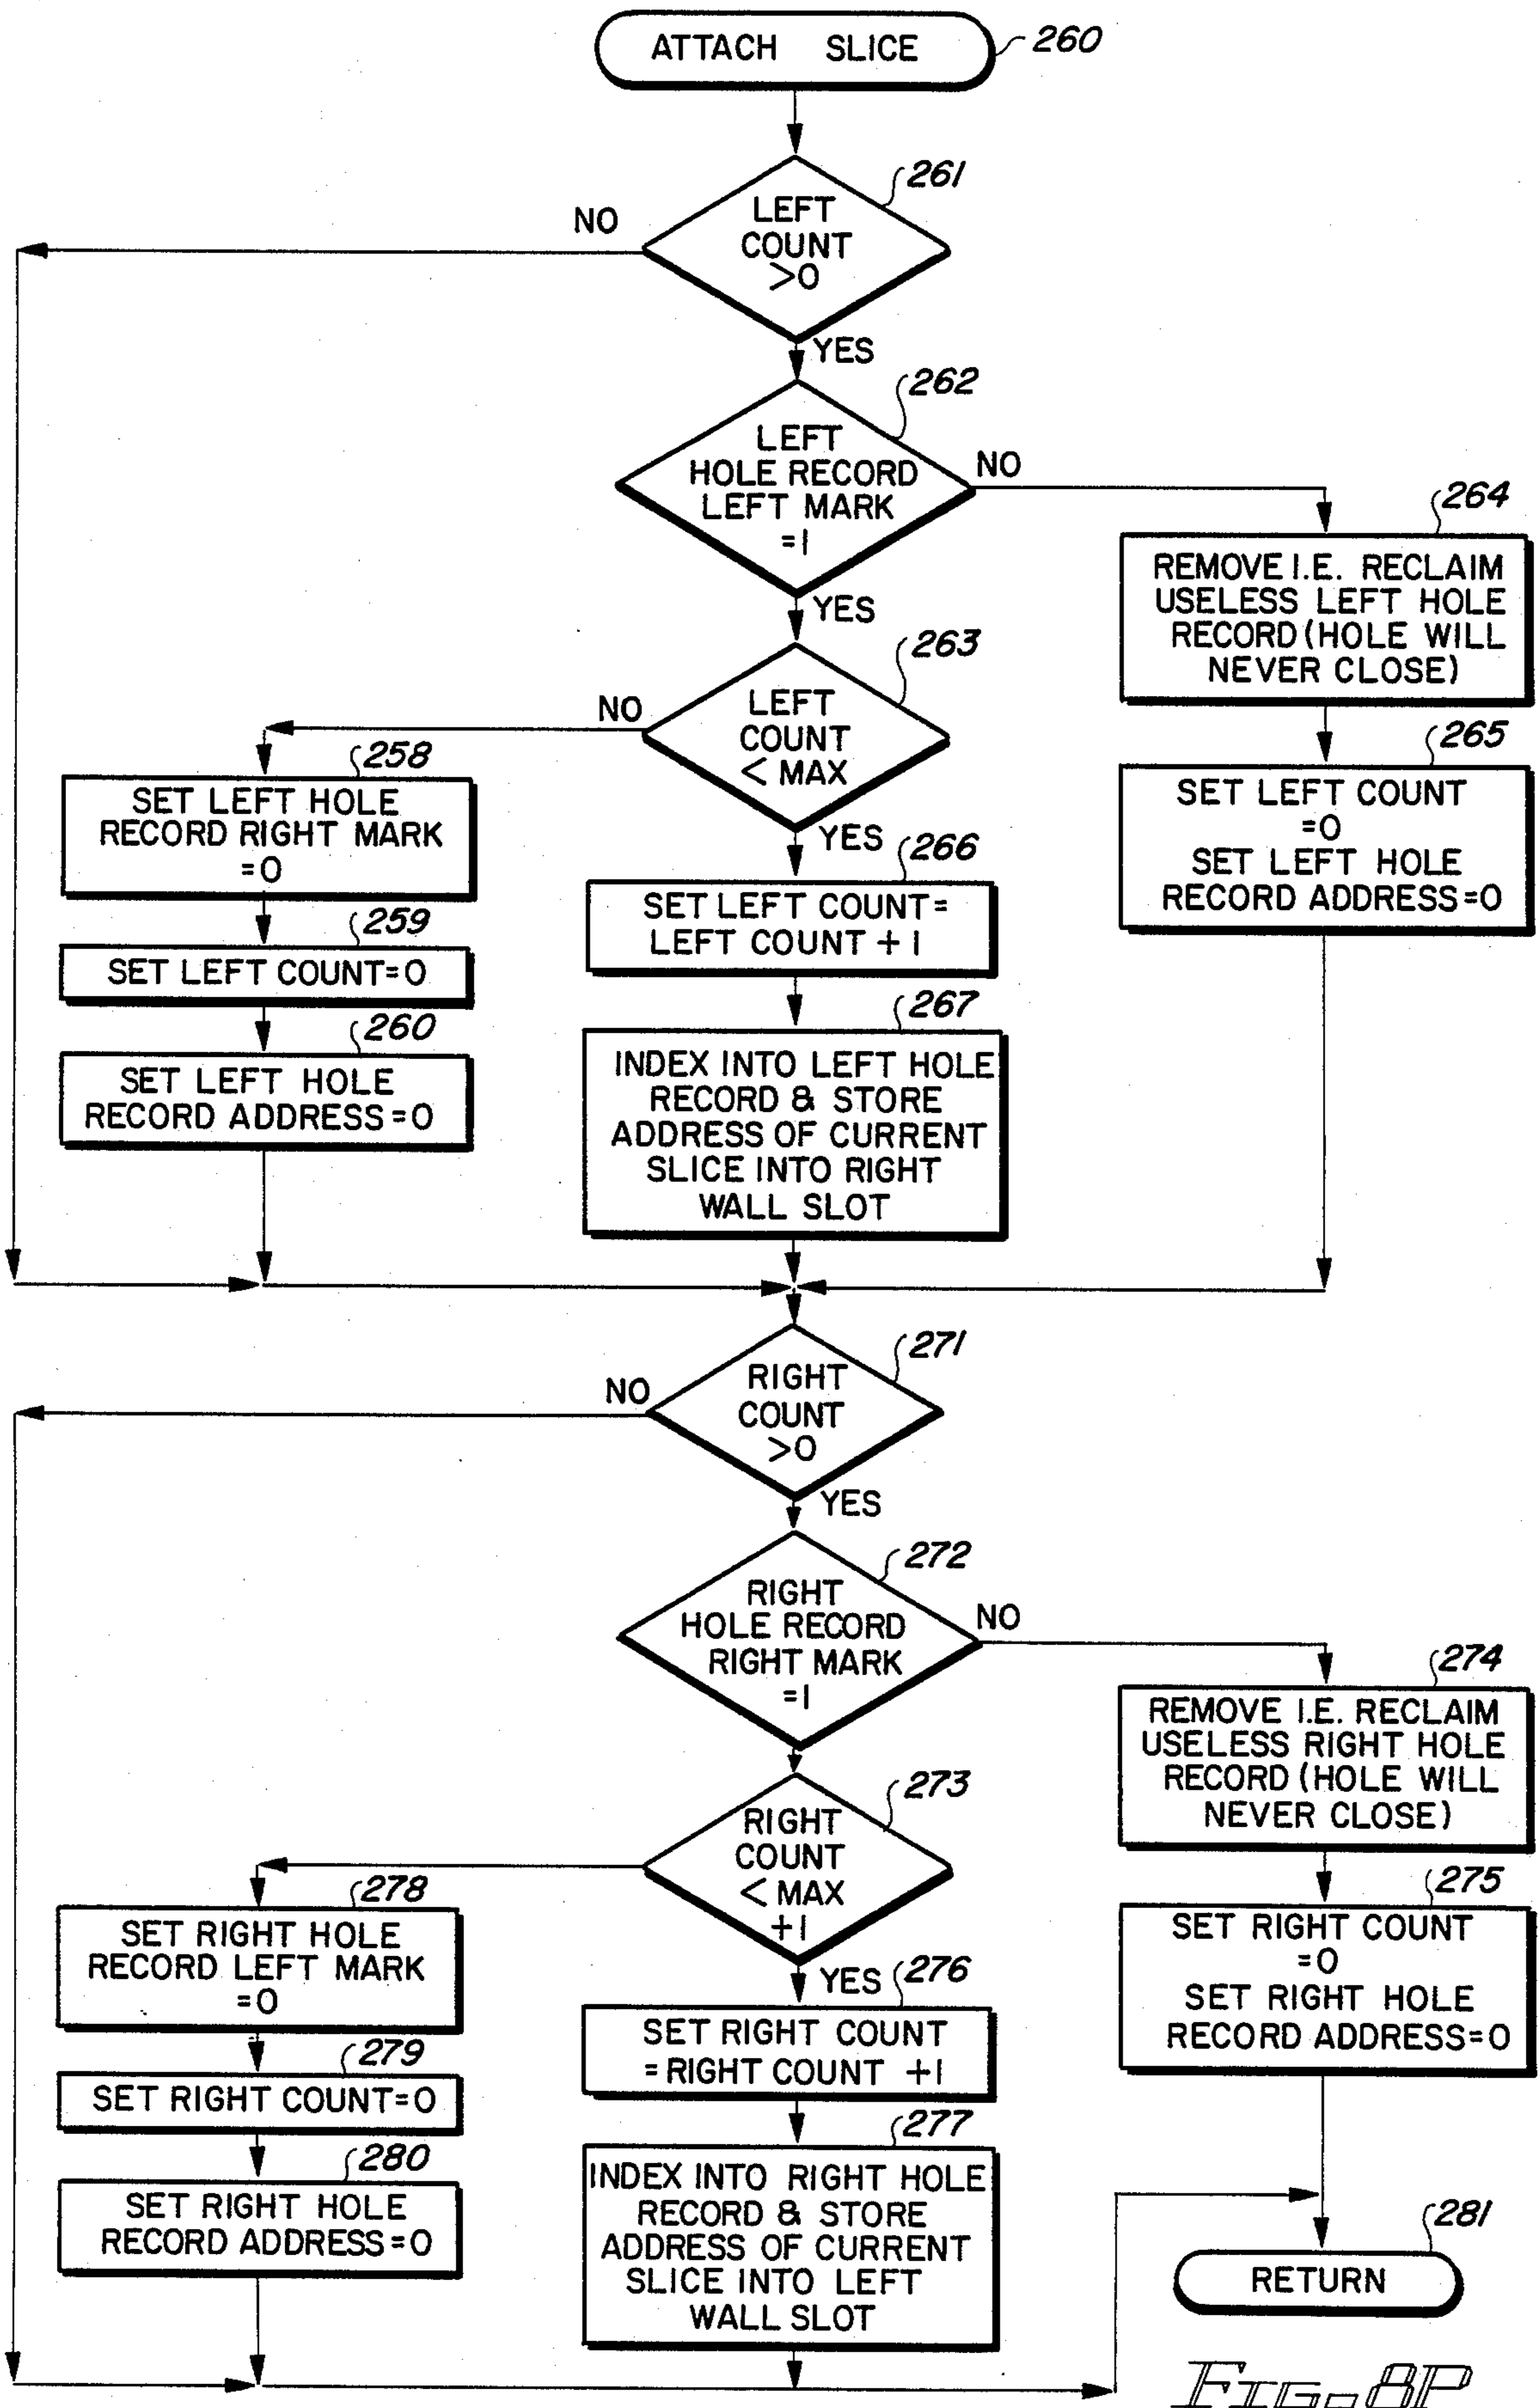 ATTACH SLICE
260
261
LEFT
COUNT
>0
NO
YES
262
LEFT
HOLE RECORD
LEFT MARK
=1
NO
YES
264
REMOVE I.E. RECLAIM
USELESS LEFT HOLE
RECORD (HOLE WILL
NEVER CLOSE)
263
LEFT
COUNT
< MAX
NO
YES
265
SET LEFT COUNT
=0
SET LEFT HOLE
RECORD ADDRESS=0
258
SET LEFT HOLE
RECORD RIGHT MARK
=0
266
SET LEFT COUNT=
LEFT COUNT +1
259
SET LEFT COUNT=0
267
INDEX INTO LEFT HOLE
RECORD & STORE
ADDRESS OF CURRENT
SLICE INTO RIGHT
WALL SLOT
260
SET LEFT HOLE
RECORD ADDRESS=0
271
RIGHT
COUNT
>0
NO
YES
272
RIGHT
HOLE RECORD
RIGHT MARK
=1
NO
274
REMOVE I.E. RECLAIM
USELESS RIGHT HOLE
RECORD (HOLE WILL
NEVER CLOSE)
273
RIGHT
COUNT
< MAX
+1
YES
275
SET RIGHT COUNT
=0
SET RIGHT HOLE
RECORD ADDRESS=0
278
SET RIGHT HOLE
RECORD LEFT MARK
=0
276
SET RIGHT COUNT
=RIGHT COUNT +1
279
SET RIGHT COUNT=0
277
INDEX INTO RIGHT HOLE
RECORD & STORE
ADDRESS OF CURRENT
SLICE INTO LEFT
WALL SLOT
280
SET RIGHT HOLE
RECORD ADDRESS=0
281
RETURN
FIG. 8P